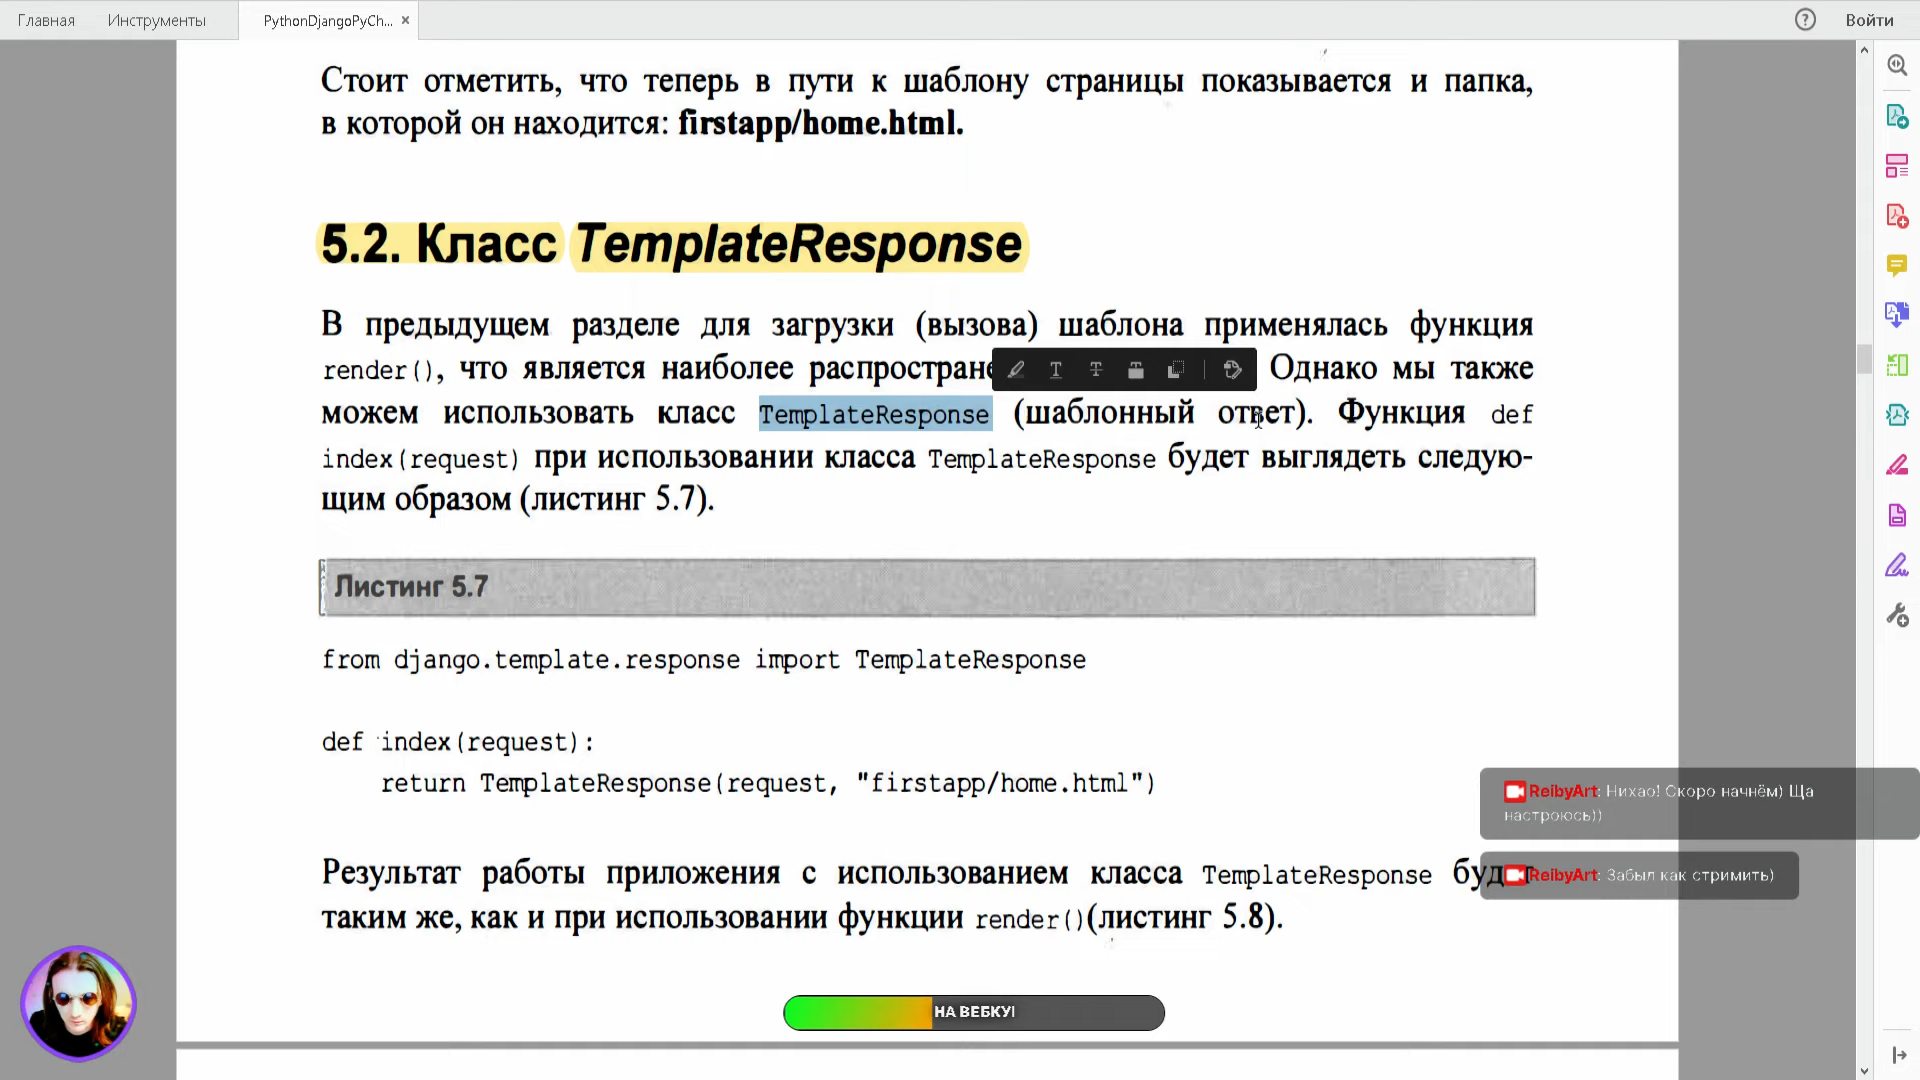 Главная Инструменты PythonDjangoPyCh... × ? Войти
Стоит отметить, что теперь в пути к шаблону страницы показывается и папка,
в которой он находится: firstapp/home.html.
5.2. Класс TemplateResponse
В предыдущем разделе для загрузки (вызова) шаблона применялась функция
render(), что является наиболее Однако мы также
можем использовать класс TemplateResponse (шаблонный ответ). Функция def
index(request) при использовании класса TemplateResponse будет выглядеть следую-
щим образом (листинг 5.7).
Листинг 5.7
from django.template.response import TemplateResponse
def index(request):
return TemplateResponse(request, "firstapp/home.html")
ReibyArt: Нихао! Скоро начнём) Ща
настроюсь))
Результат работы приложения с использованием класса TemplateResponse
ReibyArt: Забыл как стримить)
таким же, как и при использовании функции render()(листинг 5.8).
НА ВЕБКУ!